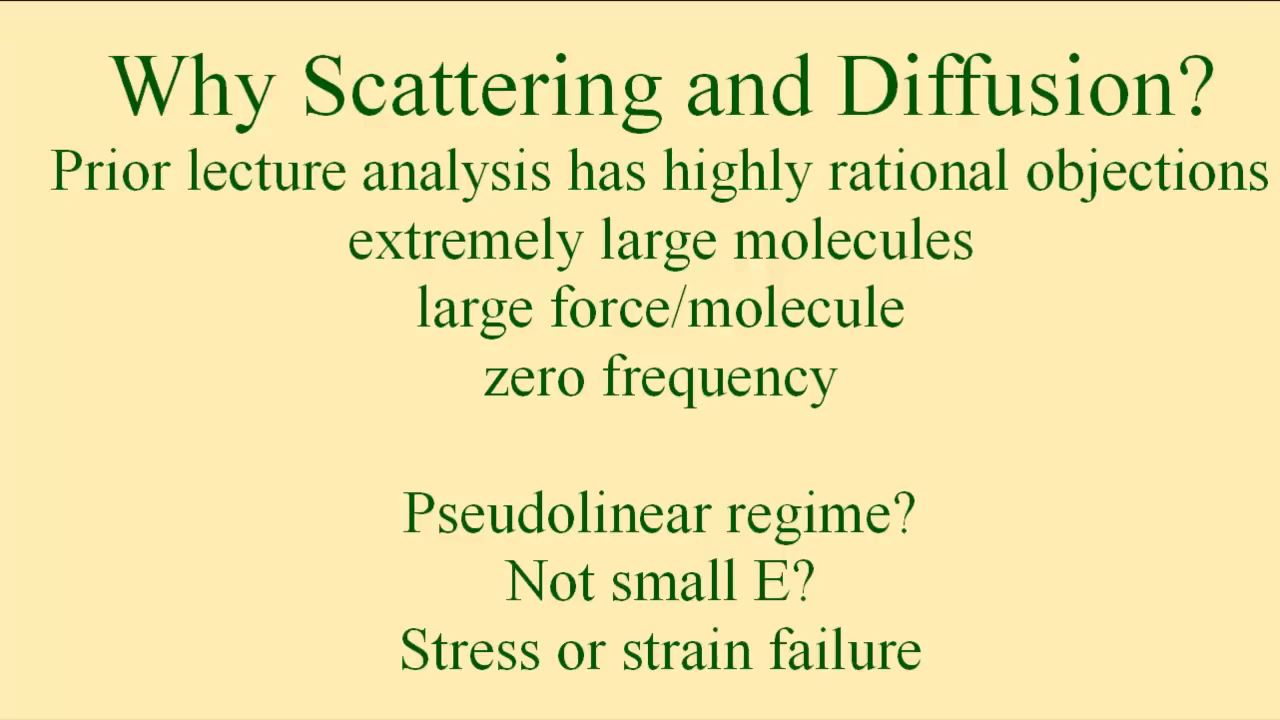 Why Scattering and Diffusion?
Prior lecture analysis has highly rational objections
extremely large molecules
large force/molecule
zero frequency
Pseudolinear regime?
Not small E?
Stress or strain failure